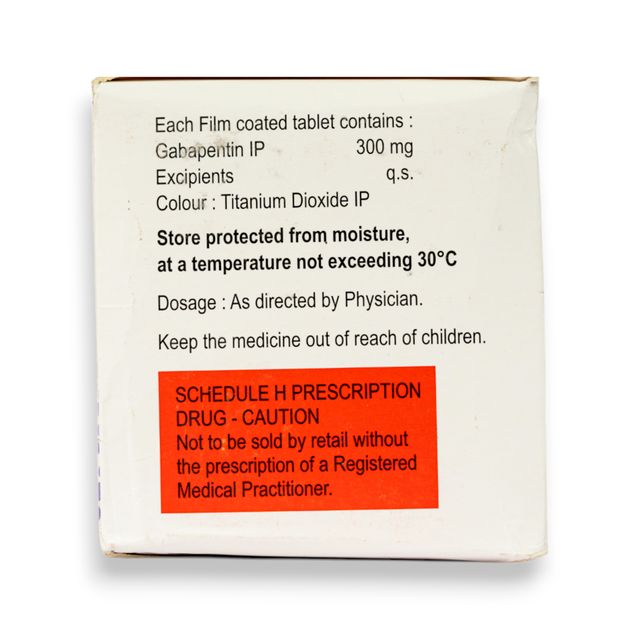 Each Film coated tablet contains :
Gabapentin IP 300 mg
Excipients q.s.
Colour : Titanium Dioxide IP
Store protected from moisture,
at a temperature not exceeding 30°C
Dosage : As directed by Physician.
Keep the medicine out of reach of children.
SCHEDULE H PRESCRIPTION
DRUG - CAUTION
Not to be sold by retail without
the prescription of a Registered
Medical Practitioner.